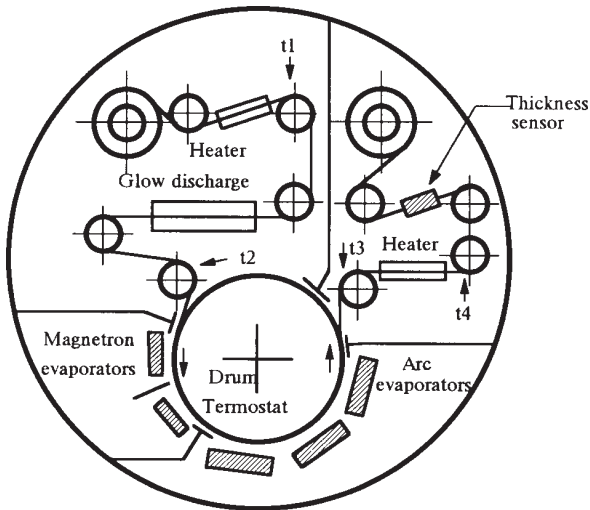 t1
Thickness
sensor
Heater
Glow discharge
t2
t3
Heater
t4
Magnetron
evaporators
Drum
Termostat
Arc
evaporators